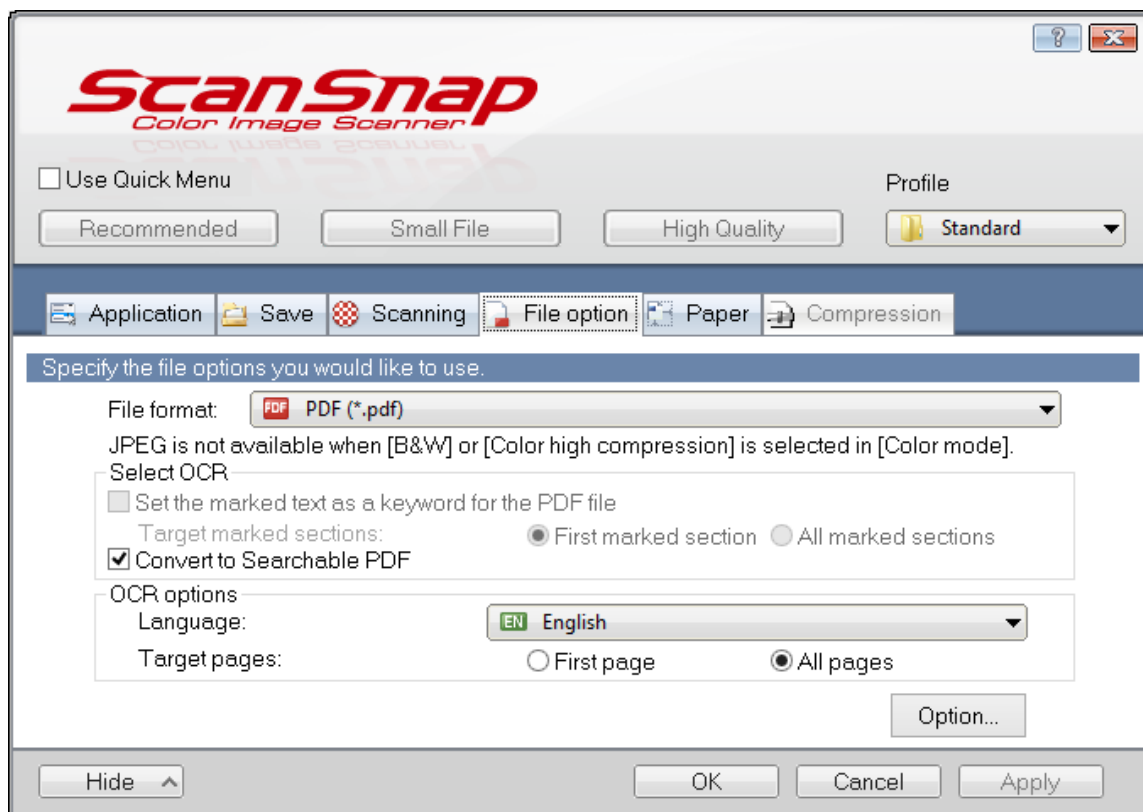 ?
ScanSnap
Color Image Scanner
Use Quick Menu
Profile
Recommended Small File High Quality Standard
Application Save Scanning File option Paper Compression
Specify the file options you would like to use.
File format: PDF PDF (*.pdf)
JPEG is not available when [B&W] or [Color high compression] is selected in [Color mode].
Select OCR
Set the marked text as a keyword for the PDF file
Target marked sections: First marked section All marked sections
Convert to Searchable PDF
OCR options
Language: EN English
Target pages: First page All pages
Option...
Hide OK Cancel Apply